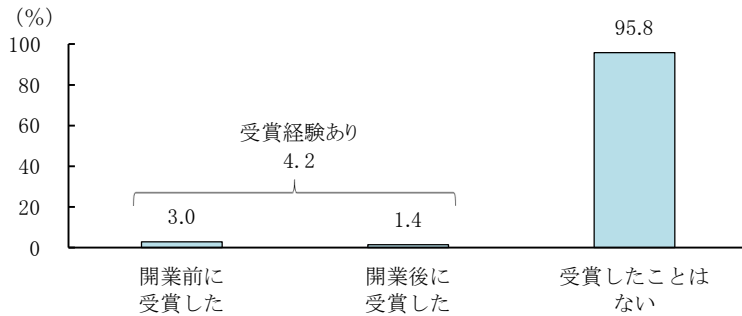 (%)
100
80
60
40
20
0
95.8
受賞経験あり
4.2
3.0
1.4
開業前に
受賞した
開業後に
受賞した
受賞したことは
ない